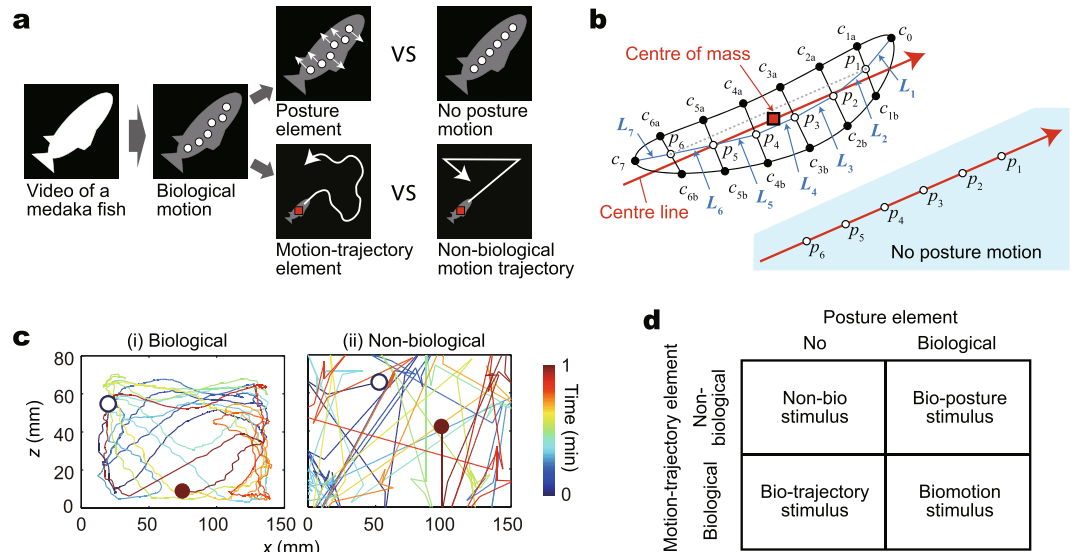 a
VS
Posture
element
No posture
motion
Video of a
medaka fish
Biological
motion
VS
Motion-trajectory
element
Non-biological
motion trajectory
b
Centre of mass
c0
c1a
c2a
c3a
c4a
c5a
c6a
c7
p1
p2
p3
p4
p5
p6
c1b
c2b
c3b
c4b
c5b
c6b
L1
L2
L3
L4
L5
L6
L7
Centre line
p1
p2
p3
p4
p5
p6
No posture motion
c
(i) Biological
(ii) Non-biological
80
60
40
20
0
z (mm)
0 50 100 150
0 50 100 150
x (mm)
1
Time (min)
0
d
Posture element
No
Biological
Motion-trajectory element
Non-
biological
Biological
Non-bio
stimulus
Bio-posture
stimulus
Bio-trajectory
stimulus
Biomotion
stimulus